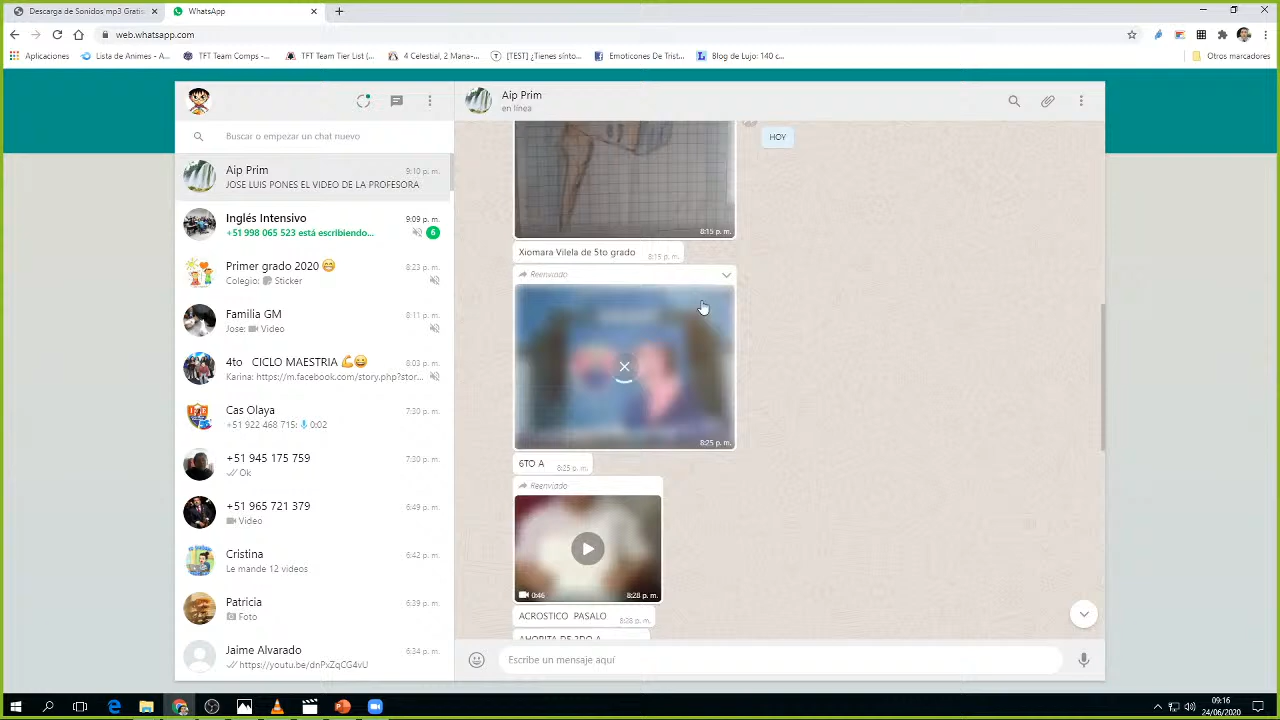 Descarga de Sonidos mp3 Gratis
WhatsApp
web.whatsapp.com
Aplicaciones
Lista de Animes - A...
TFT Team Comps -...
TFT Team Tier List (...
4 Celestial, 2 Mana-...
[TEST] ¿Tienes sínto...
Emoticones De Trist...
Blog de Lujo: 140 c...
Otros marcadores
Buscar o empezar un chat nuevo
Aip Prim
9:10 p. m.
JOSE LUIS PONES EL VIDEO DE LA PROFESORA
Inglés Intensivo
9:09 p. m.
+51 998 065 523 está escribiendo...
6
Primer grado 2020 😁
8:23 p. m.
Colegio: Sticker
Familia GM
8:11 p. m.
Jose: Video
4to CICLO MAESTRIA 💪😆
8:03 p. m.
Karina: https://m.facebook.com/story.php?stor...
Cas Olaya
7:30 p. m.
+51 922 468 715: 0:02
+51 945 175 759
7:30 p. m.
Ok
+51 965 721 379
6:49 p. m.
Video
Cristina
6:42 p. m.
Le mande 12 videos
Patricia
6:39 p. m.
Foto
Jaime Alvarado
6:34 p. m.
https://youtu.be/dnPxZqCG4vU
Aip Prim
en línea
HOY
8:15 p. m.
Xiomara Vilela de 5to grado
8:15 p. m.
Reenviado
8:25 p. m.
6TO A
8:25 p. m.
Reenviado
0:46
8:28 p. m.
ACROSTICO PASALO
8:28 p. m.
AHORITA DE 2DO A
Escribe un mensaje aquí
09:16
24/06/2020